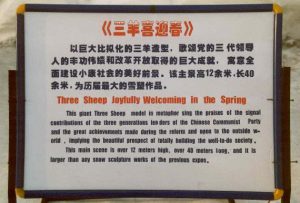 《三羊喜迎春》
以巨大比拟化的三羊造型，歌颂党的三代领导
人的丰功伟绩和改革开放取得的巨大成就，寓意全
面建设小康社会的美好前景。该主景高12余米，长40
余米，为历届最大的雪塑作品。
Three Sheep Joyfully Welcoming in the Spring
This giant Three Sheep model is metaphor sing the praises of the signal
contributions of the three generations leaders of the Chinese Communist Party
and the great achievements made during the reform and open to the outside wo-
rld , implying the beautiful prospect of totally building the well-to-do society .
This main scene is over 12 meters high, over 40 meters long, and it is
larger than any snow sculpture works of the previous expos.